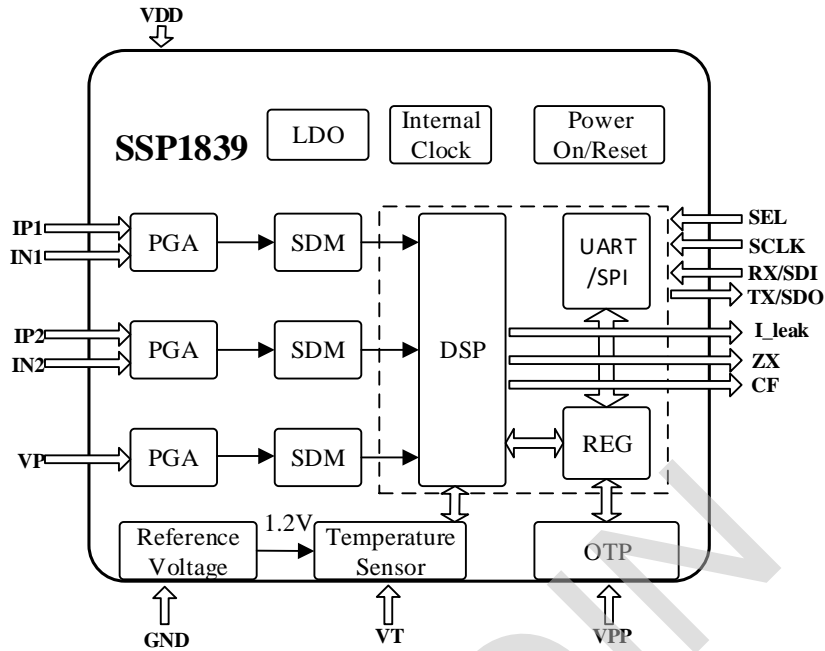 VDD
SSP1839
LDO
Internal
Clock
Power
On/Reset
IP1
IN1
PGA
SDM
IP2
IN2
PGA
SDM
VP
PGA
SDM
DSP
UART
/SPI
REG
SEL
SCLK
RX/SDI
TX/SDO
I_leak
ZX
CF
Reference
Voltage
1.2V
Temperature
Sensor
OTP
GND
VT
VPP